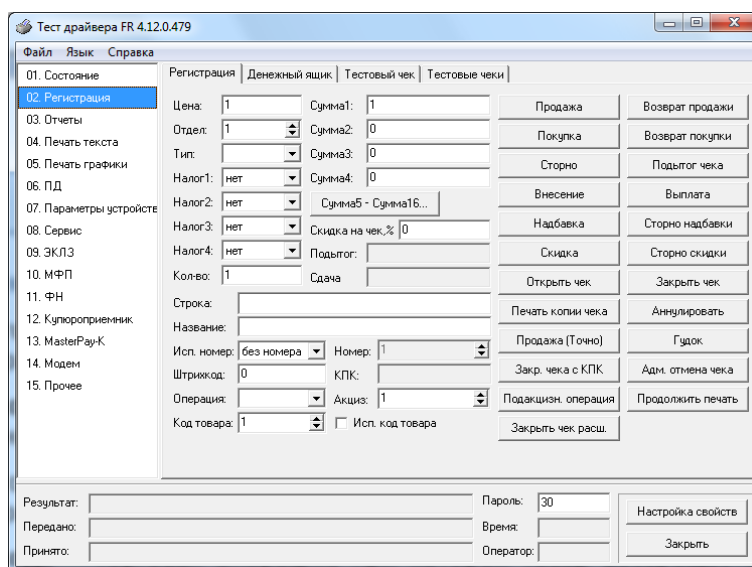 Тест драйвера FR 4.12.0.479
Файл Язык Справка
01. Состояние
02. Регистрация
03. Отчеты
04. Печать текста
05. Печать графики
06. ПД
07. Параметры устройств
08. Сервис
09. ЭКЛЗ
10. МФП
11. ФН
12. Купюроприемник
13. MasterPay-К
14. Модем
15. Прочее
Регистрация Денежный ящик Тестовый чек Тестовые чеки
Цена: 1 Сумма1: 1
Отдел: 1 Сумма2: 0
Тип: Сумма3: 0
Налог1: нет Сумма4: 0
Налог2: нет Сумма5 - Сумма16...
Налог3: нет Скидка на чек,% 0
Налог4: нет Подытог:
Кол-во: 1 Сдача
Строка:
Название:
Исп. номер: без номера Номер: 1
Штрихкод: 0 КПК:
Операция: Акциз: 1
Код товара: 1 Исп. код товара
Продажа Возврат продажи
Покупка Возврат покупки
Сторно Подытог чека
Внесение Выплата
Надбавка Сторно надбавки
Скидка Сторно скидки
Открыть чек Закрыть чек
Печать копии чека Аннулировать
Продажа (Точно) Гудок
Закр. чека с КПК Адм. отмена чека
Подакцизн. операция Продолжить печать
Закрыть чек расш.
Результат: Пароль: 30
Передано: Время:
Принято: Оператор:
Настройка свойств
Закрыть